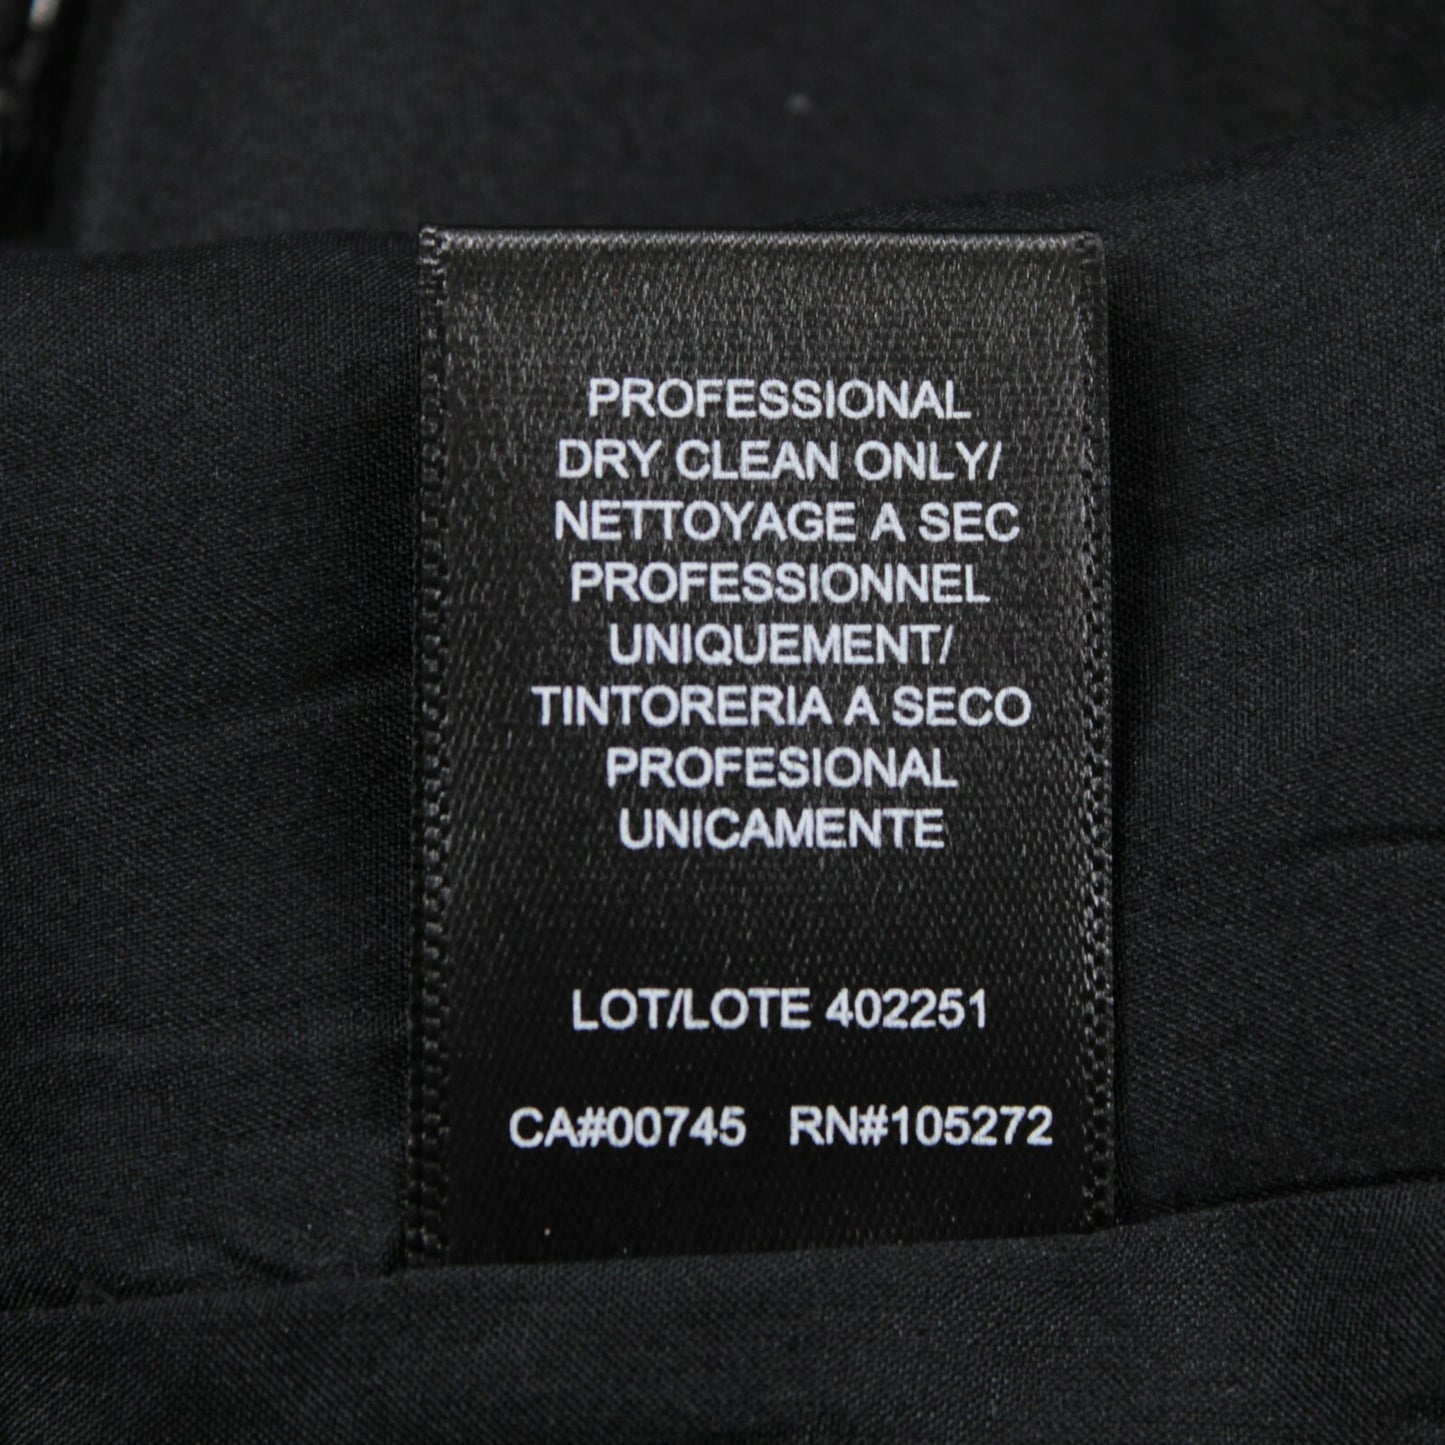 PROFESSIONAL
DRY CLEAN ONLY/
NETTOYAGE A SEC
PROFESSIONNEL
UNIQUEMENT/
TINTORERIA A SECO
PROFESIONAL
UNICAMENTE
LOT/LOTE 402251
CA#00745 RN#105272